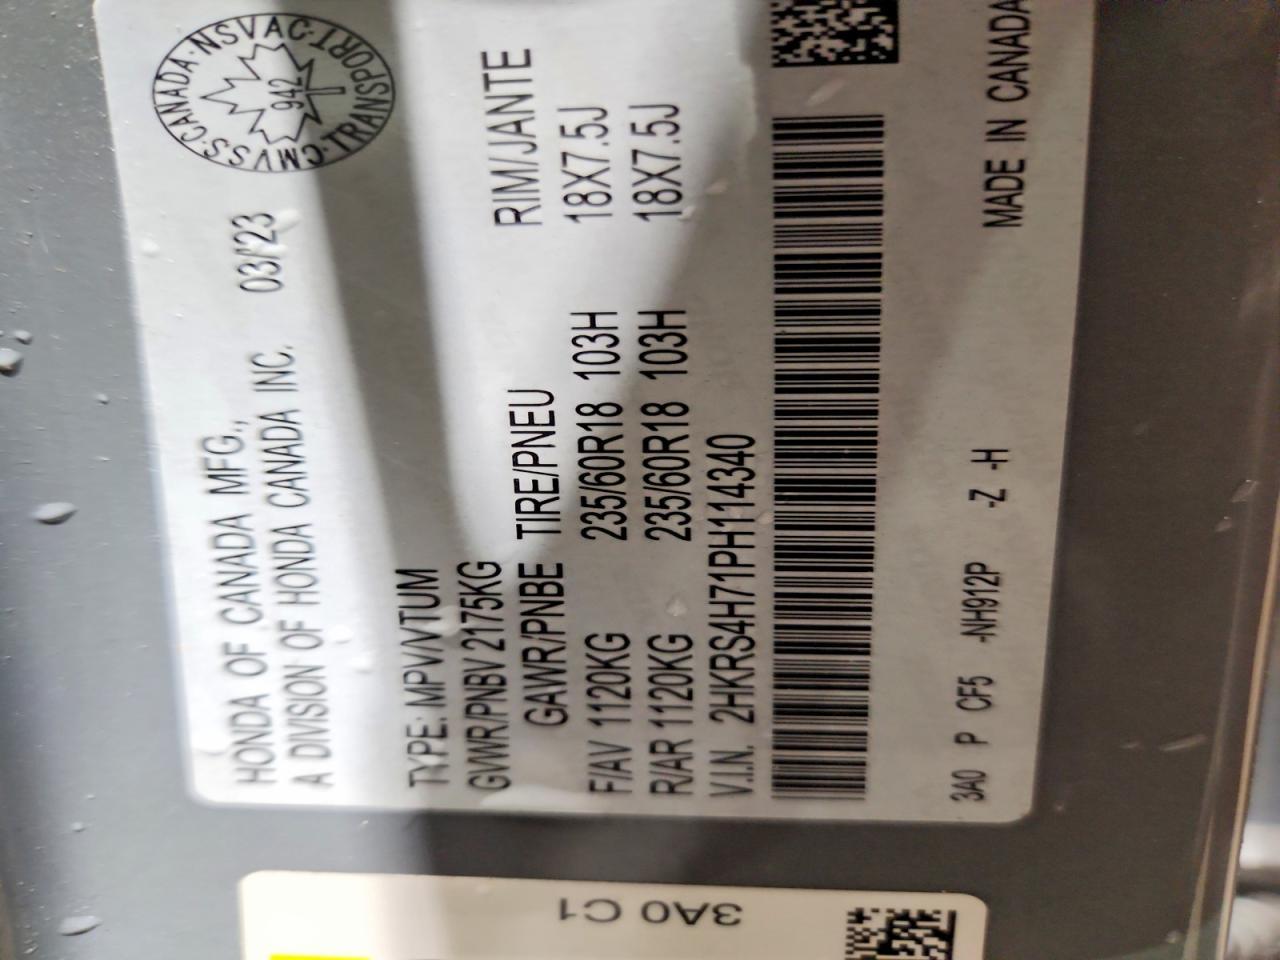 HONDA OF CANADA MFG.,
A DIVISION OF HONDA CANADA INC. 03/23
CANADA·NSVAC·TRANSPORT·CMVSS·
942
TYPE: MPV/VTUM
GVWR/PNBV 2175KG
GAWR/PNBE TIRE/PNEU RIM/JANTE
F/AV 1120KG 235/60R18 103H 18X7.5J
R/AR 1120KG 235/60R18 103H 18X7.5J
V.I.N. 2HKRS4H71PH114340
3A0 P CF5 -NH912P -Z -H MADE IN CANADA
3A0 C1